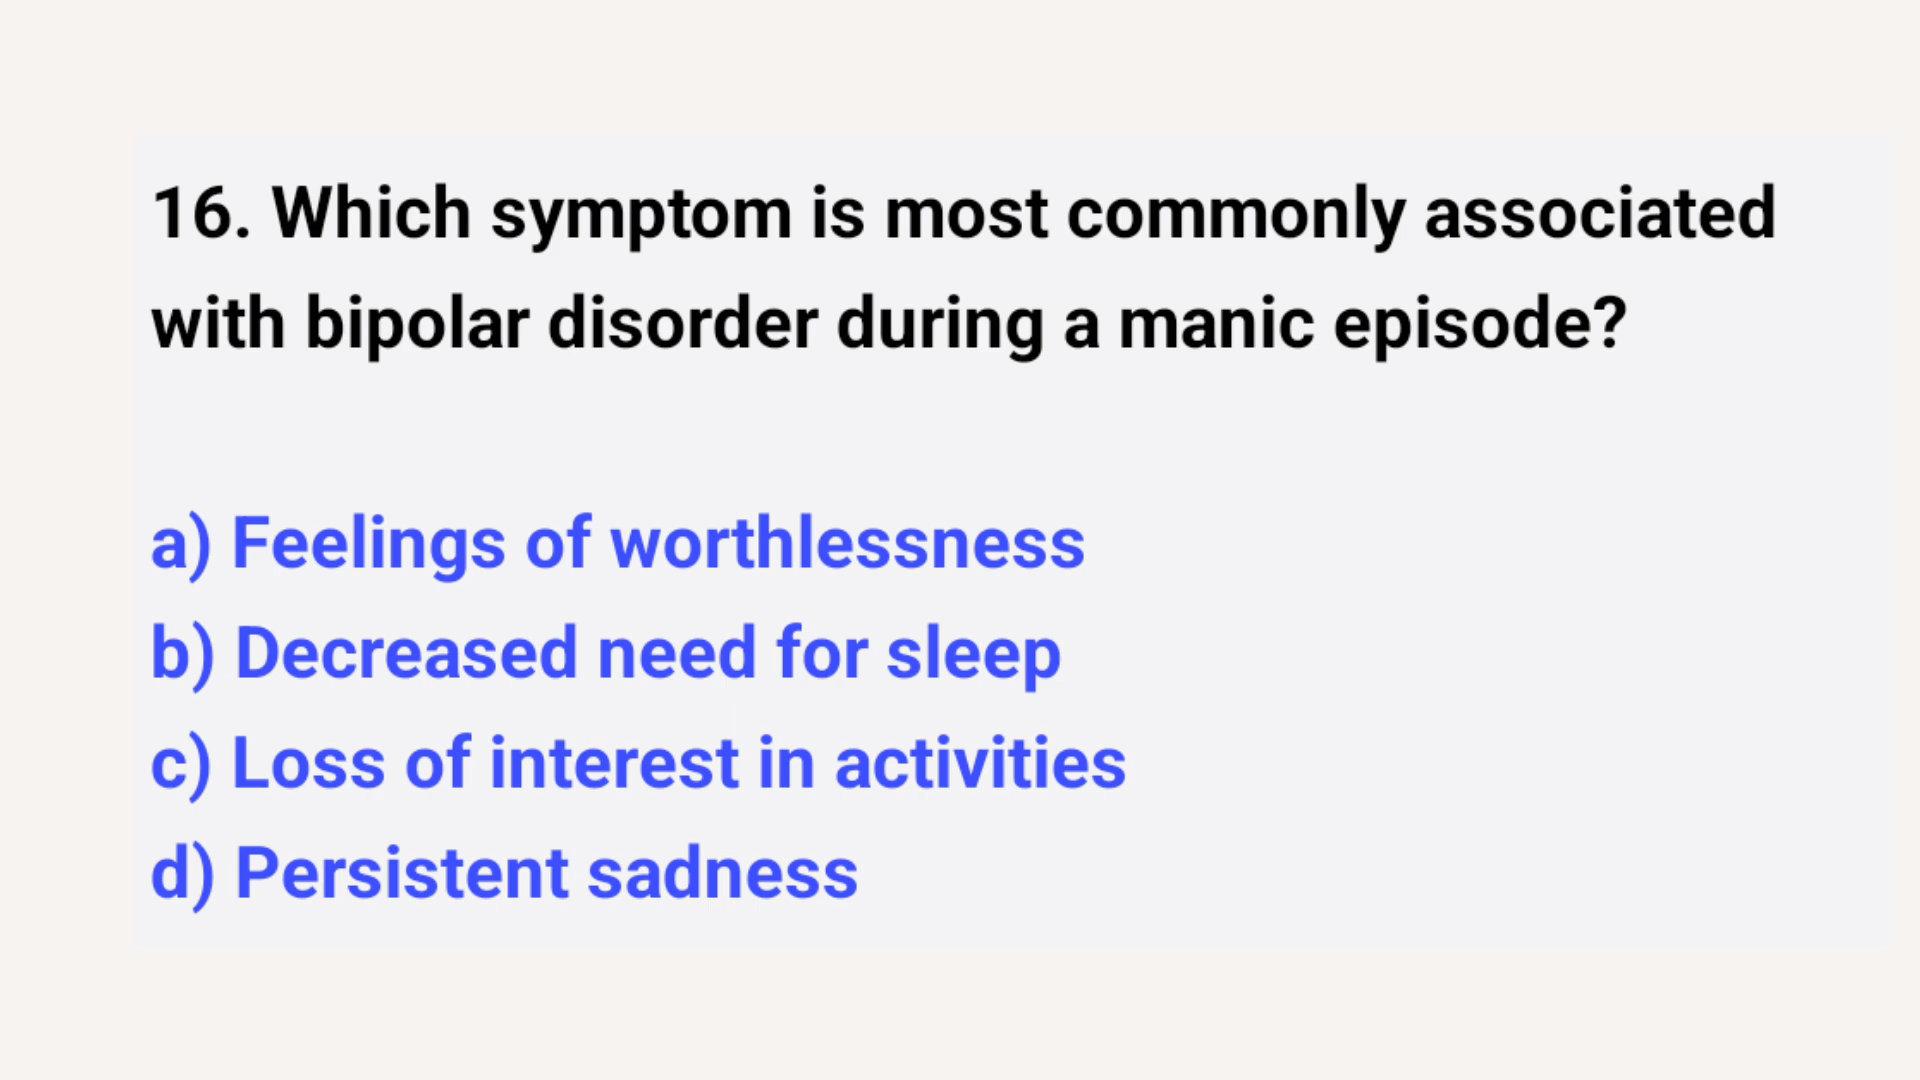 16. Which symptom is most commonly associated
with bipolar disorder during a manic episode?
a) Feelings of worthlessness
b) Decreased need for sleep
c) Loss of interest in activities
d) Persistent sadness